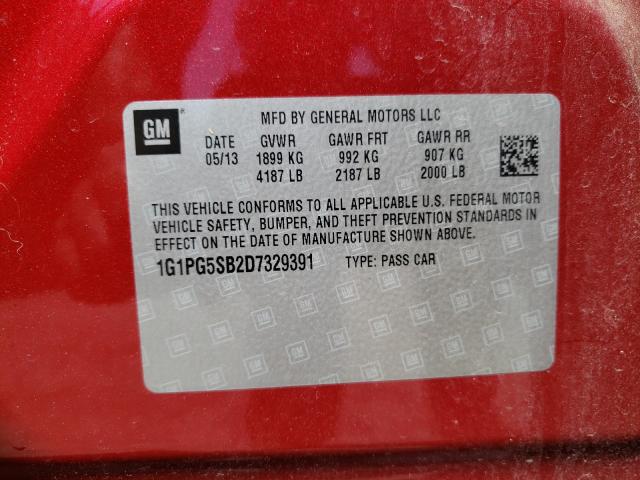 GM
MFD BY GENERAL MOTORS LLC
DATE GVWR GAWR FRT GAWR RR
05/13 1899 KG 992 KG 907 KG
4187 LB 2187 LB 2000 LB
THIS VEHICLE CONFORMS TO ALL APPLICABLE U.S. FEDERAL MOTOR
VEHICLE SAFETY, BUMPER, AND THEFT PREVENTION STANDARDS IN
EFFECT ON THE DATE OF MANUFACTURE SHOWN ABOVE.
1G1PG5SB2D7329391 TYPE: PASS CAR